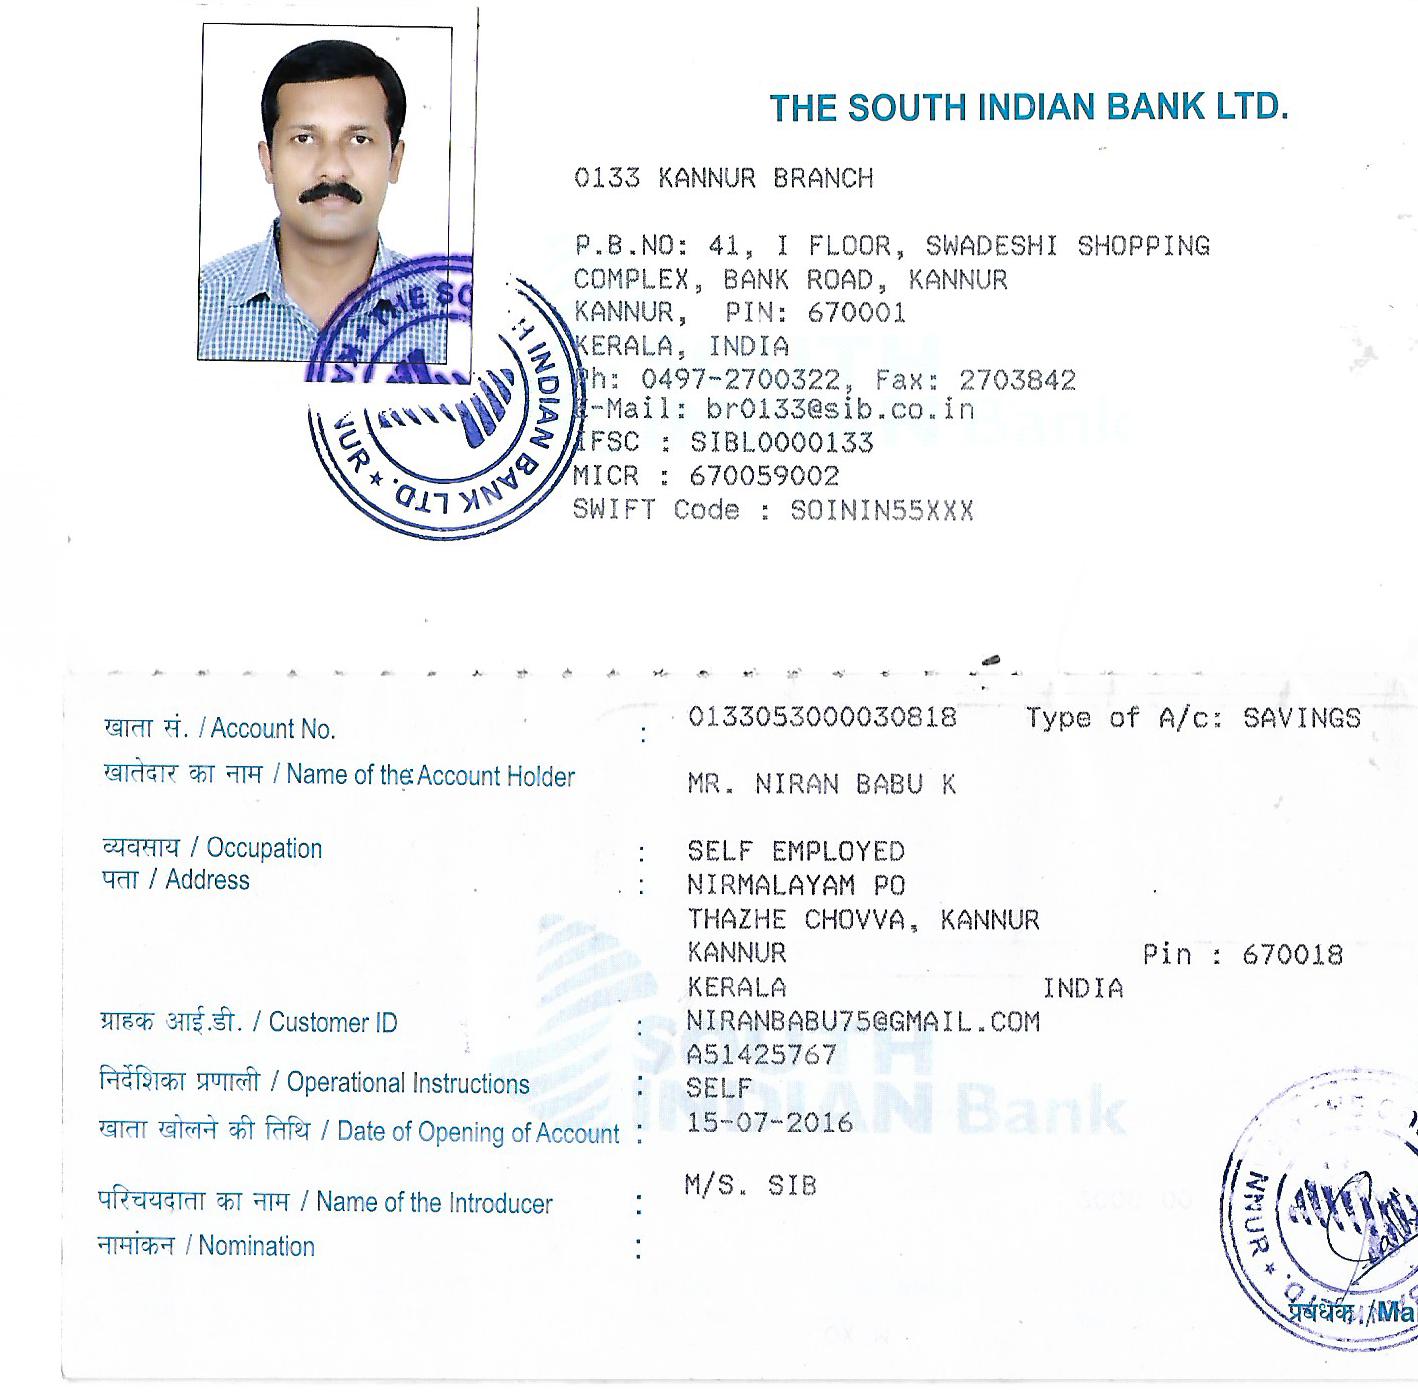 THE SOUTH INDIAN BANK LTD.
0133 KANNUR BRANCH
P.B.NO: 41, I FLOOR, SWADESHI SHOPPING
COMPLEX, BANK ROAD, KANNUR
KANNUR, PIN: 670001
KERALA, INDIA
Ph: 0497-2700322, Fax: 2703842
E-Mail: br0133@sib.co.in
IFSC : SIBL0000133
MICR : 670059002
SWIFT Code : SOININ55XXX
THE SO
H INDIAN BANK LTD. * NUR
खाता सं. / Account No. : 0133053000030818 Type of A/c: SAVINGS
खातेदार का नाम / Name of the Account Holder MR. NIRAN BABU K
व्यवसाय / Occupation : SELF EMPLOYED
पता / Address : NIRMALAYAM PO
THAZHE CHOVVA, KANNUR
KANNUR Pin : 670018
KERALA INDIA
ग्राहक आई.डी. / Customer ID : NIRANBABU75@GMAIL.COM
A51425767
निर्देशिका प्रणाली / Operational Instructions : SELF
खाता खोलने की तिथि / Date of Opening of Account : 15-07-2016
परिचयदाता का नाम / Name of the Introducer : M/S. SIB
नामांकन / Nomination :
SOUTH
INDIAN Bank
NNUR *
प्रबंधक./Ma